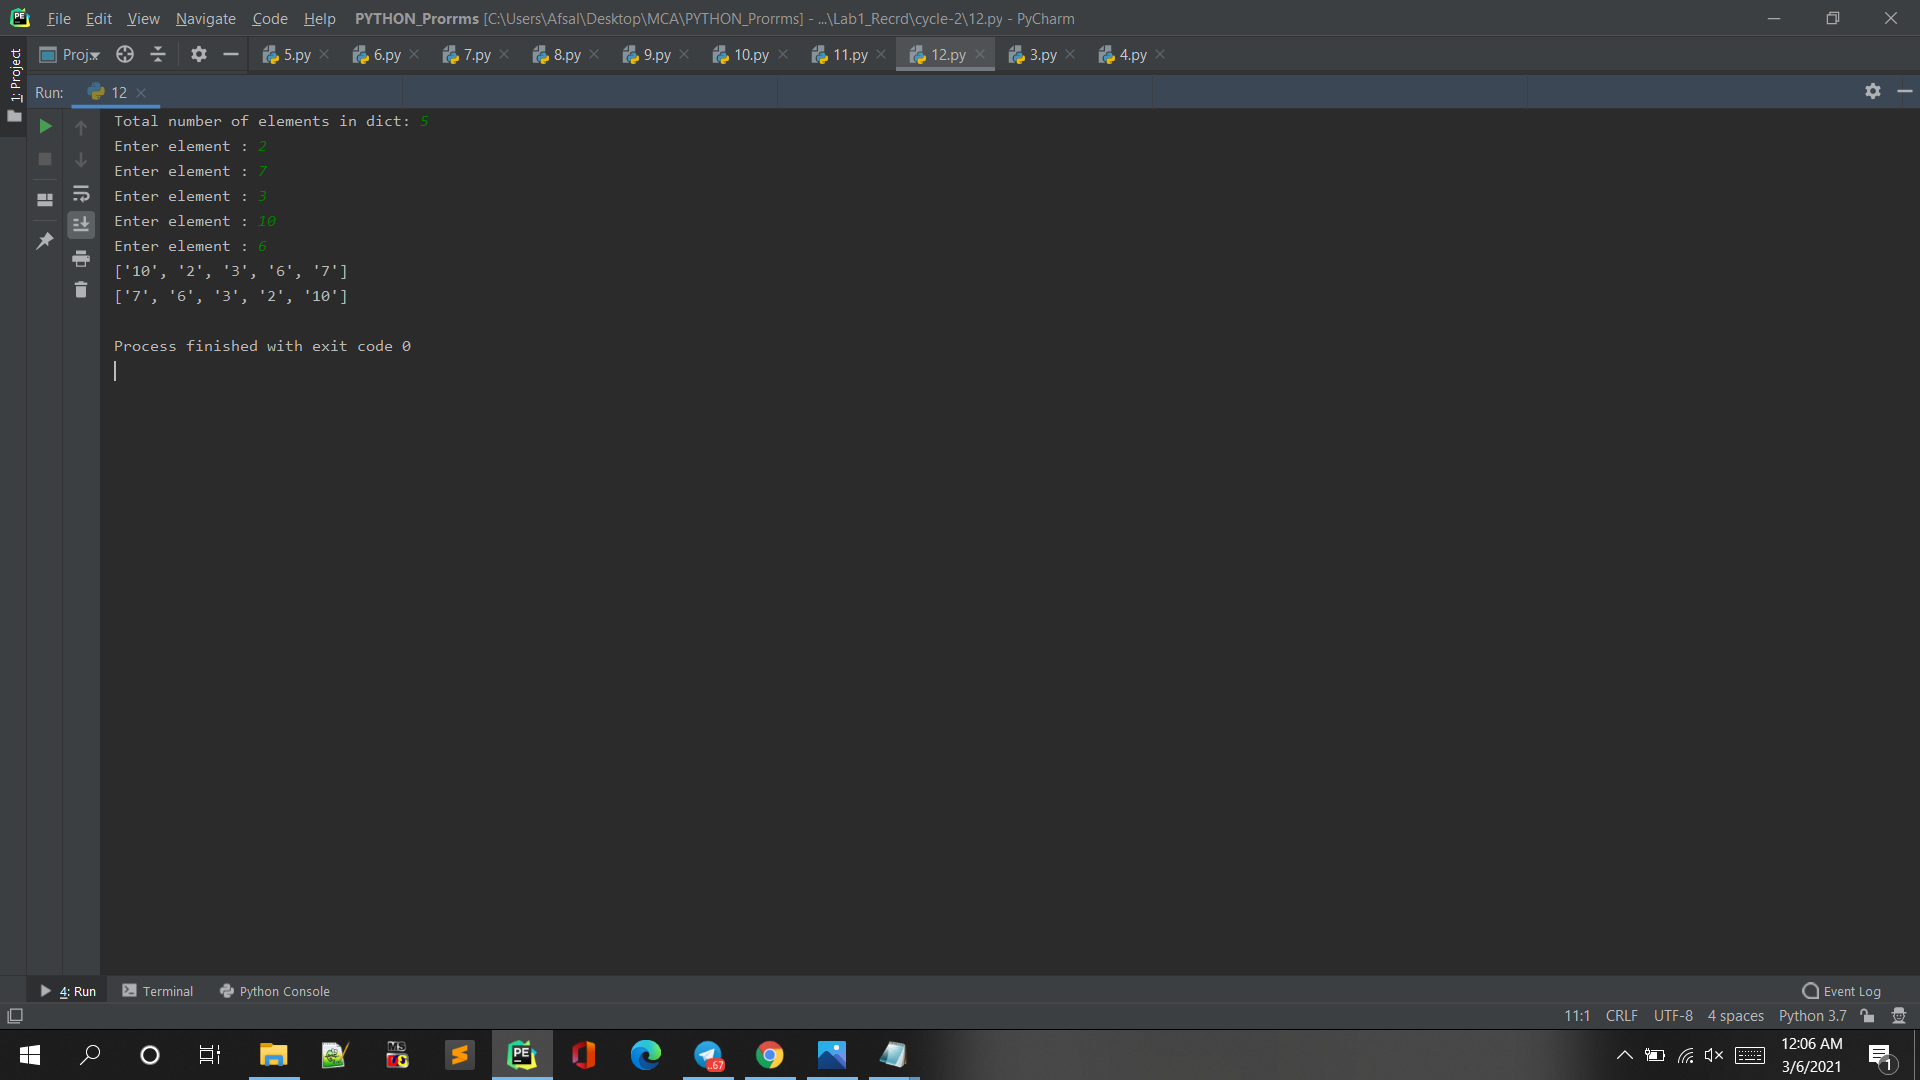 File Edit View Navigate Code Help PYTHON_Prorrms [C:\Users\Afsal\Desktop\MCA\PYTHON_Prorrms] - ...\Lab1_Recrd\cycle-2\12.py - PyCharm
1: Project
Proj 5.py 6.py 7.py 8.py 9.py 10.py 11.py 12.py 3.py 4.py
Run: 12
Total number of elements in dict: 5
Enter element : 2
Enter element : 7
Enter element : 3
Enter element : 10
Enter element : 6
['10', '2', '3', '6', '7']
['7', '6', '3', '2', '10']
Process finished with exit code 0
4: Run Terminal Python Console Event Log
11:1 CRLF UTF-8 4 spaces Python 3.7
12:06 AM
3/6/2021
PE
MS
..67
1